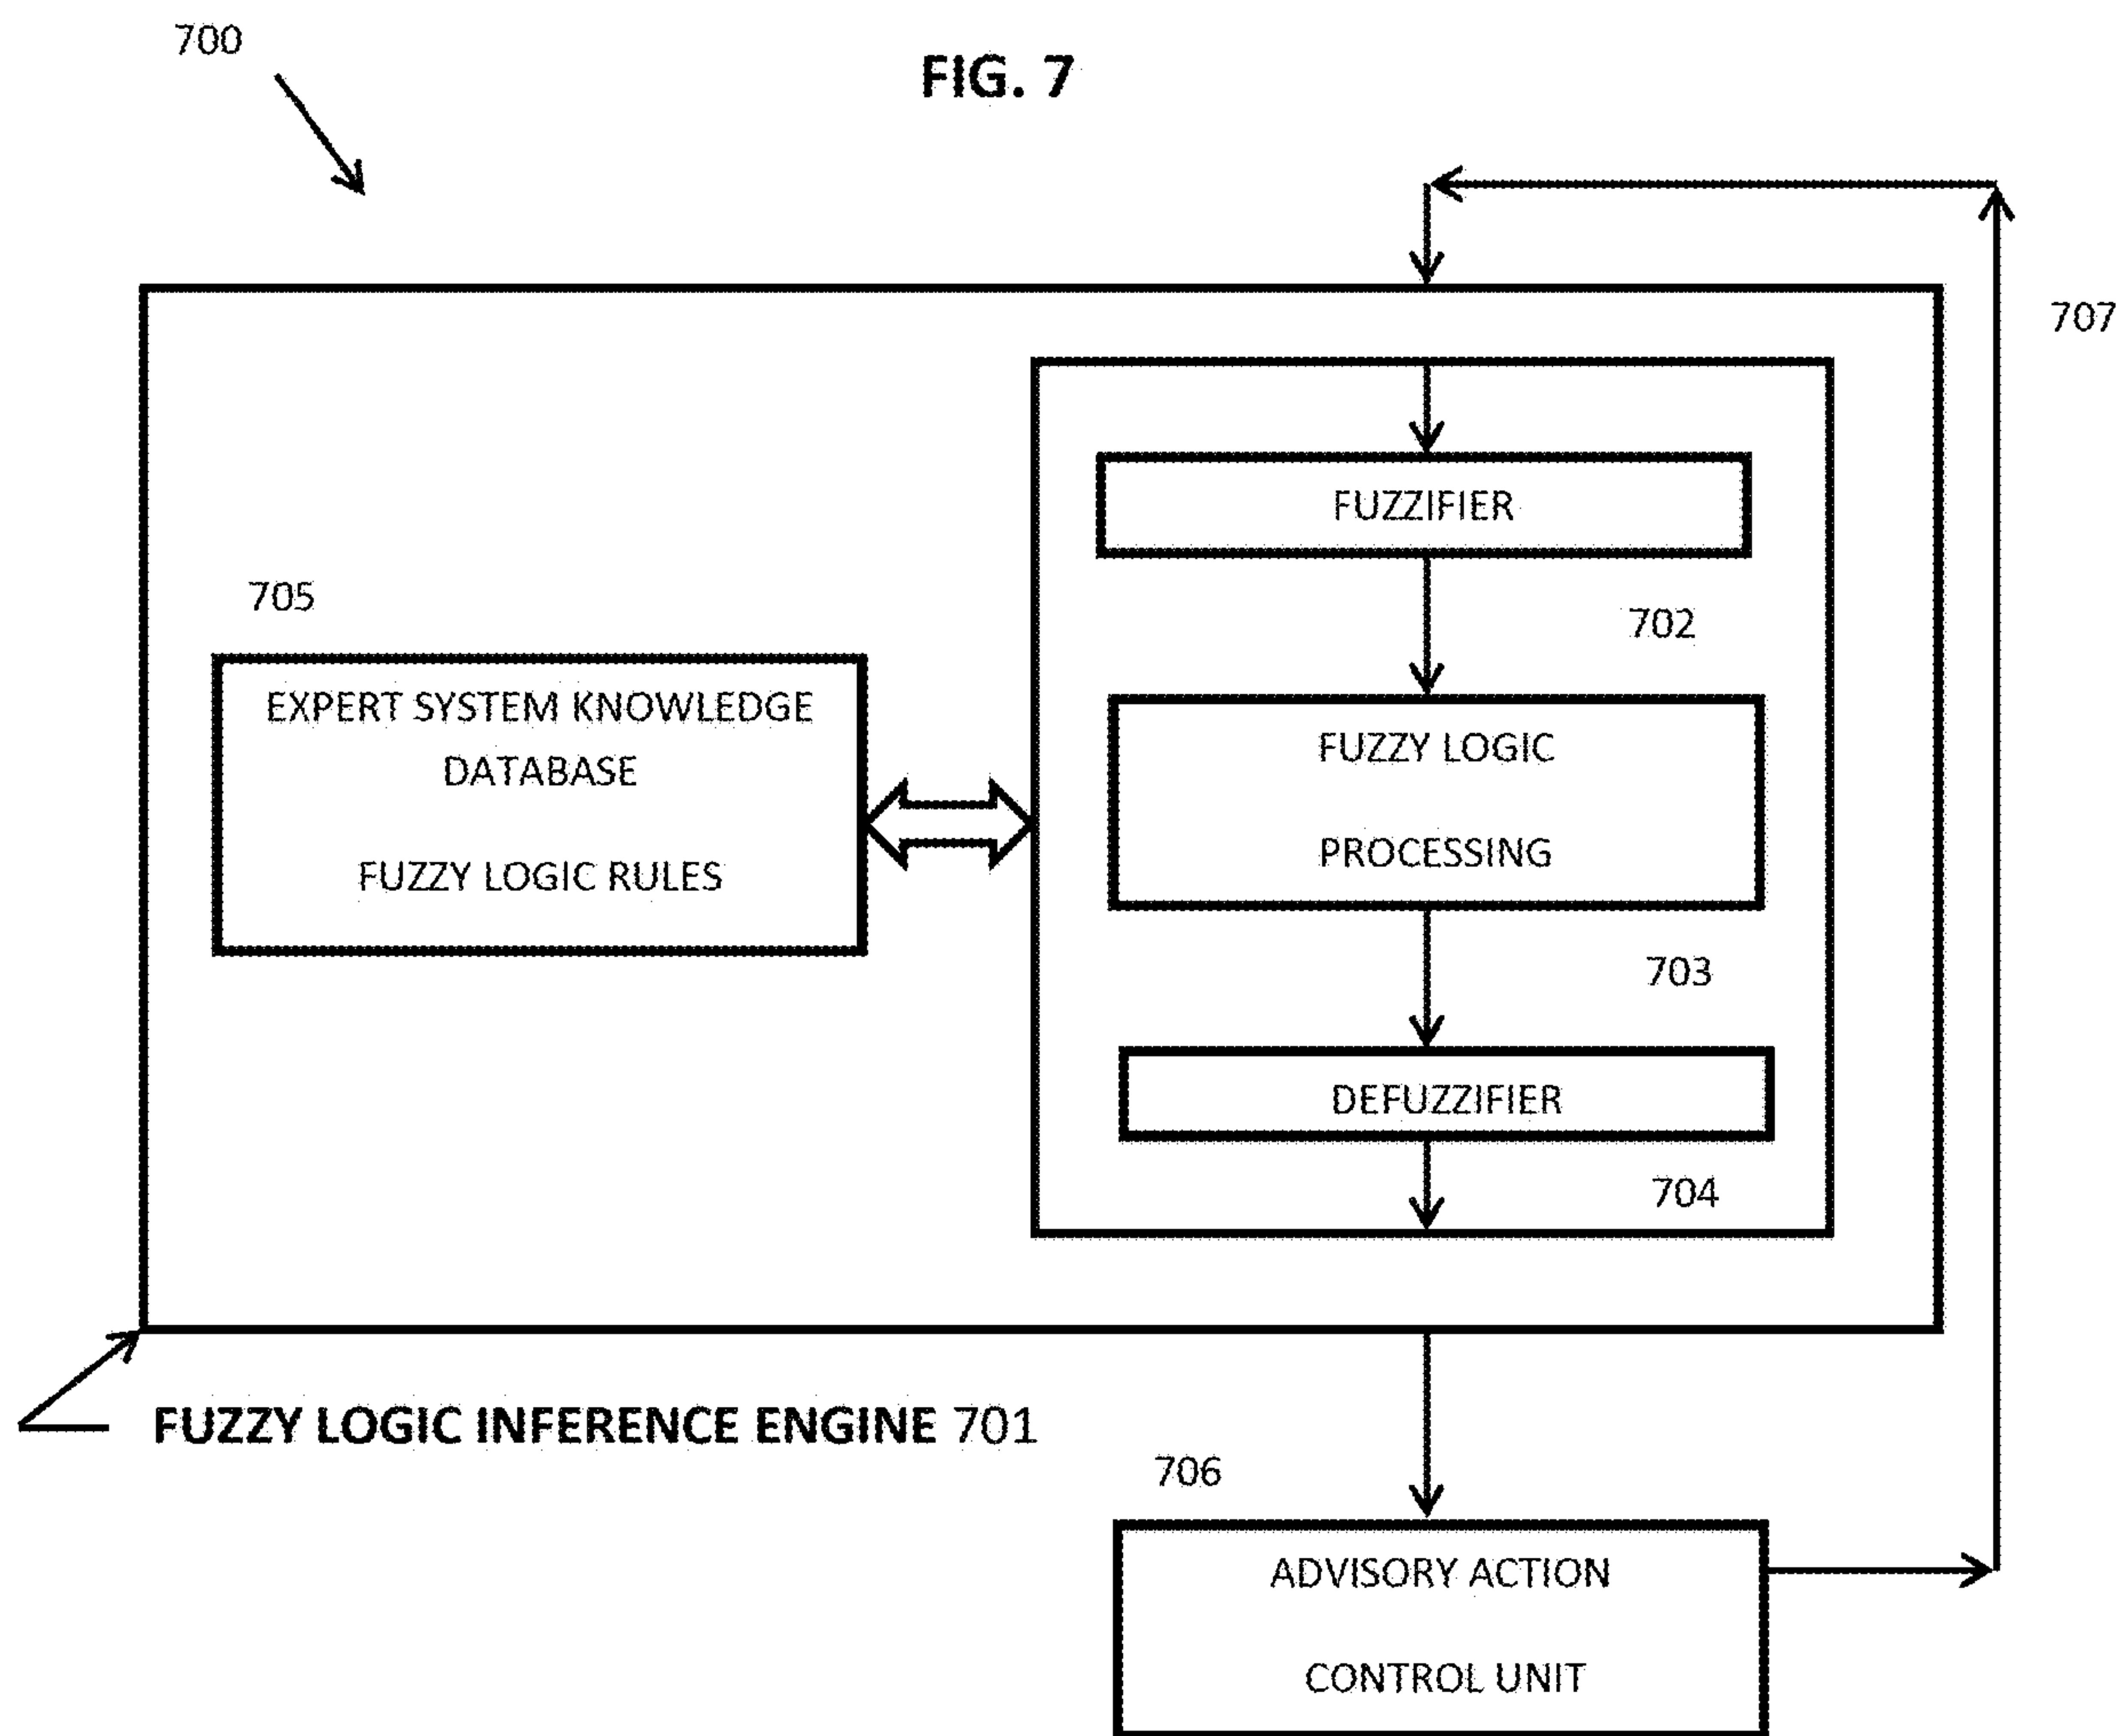 700
FIG. 7
707
FUZZIFIER
705
702
EXPERT SYSTEM KNOWLEDGE
DATABASE
FUZZY LOGIC RULES
FUZZY LOGIC
PROCESSING
703
DEFUZZIFIER
704
FUZZY LOGIC INFERENCE ENGINE 701
706
ADVISORY ACTION
CONTROL UNIT